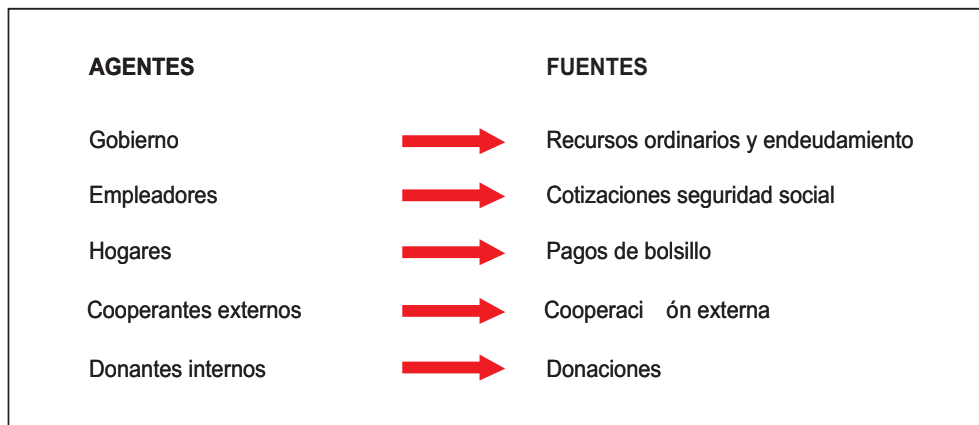 AGENTES FUENTES
Gobierno Recursos ordinarios y endeudamiento
Empleadores Cotizaciones seguridad social
Hogares Pagos de bolsillo
Cooperantes externos Cooperaci ón externa
Donantes internos Donaciones